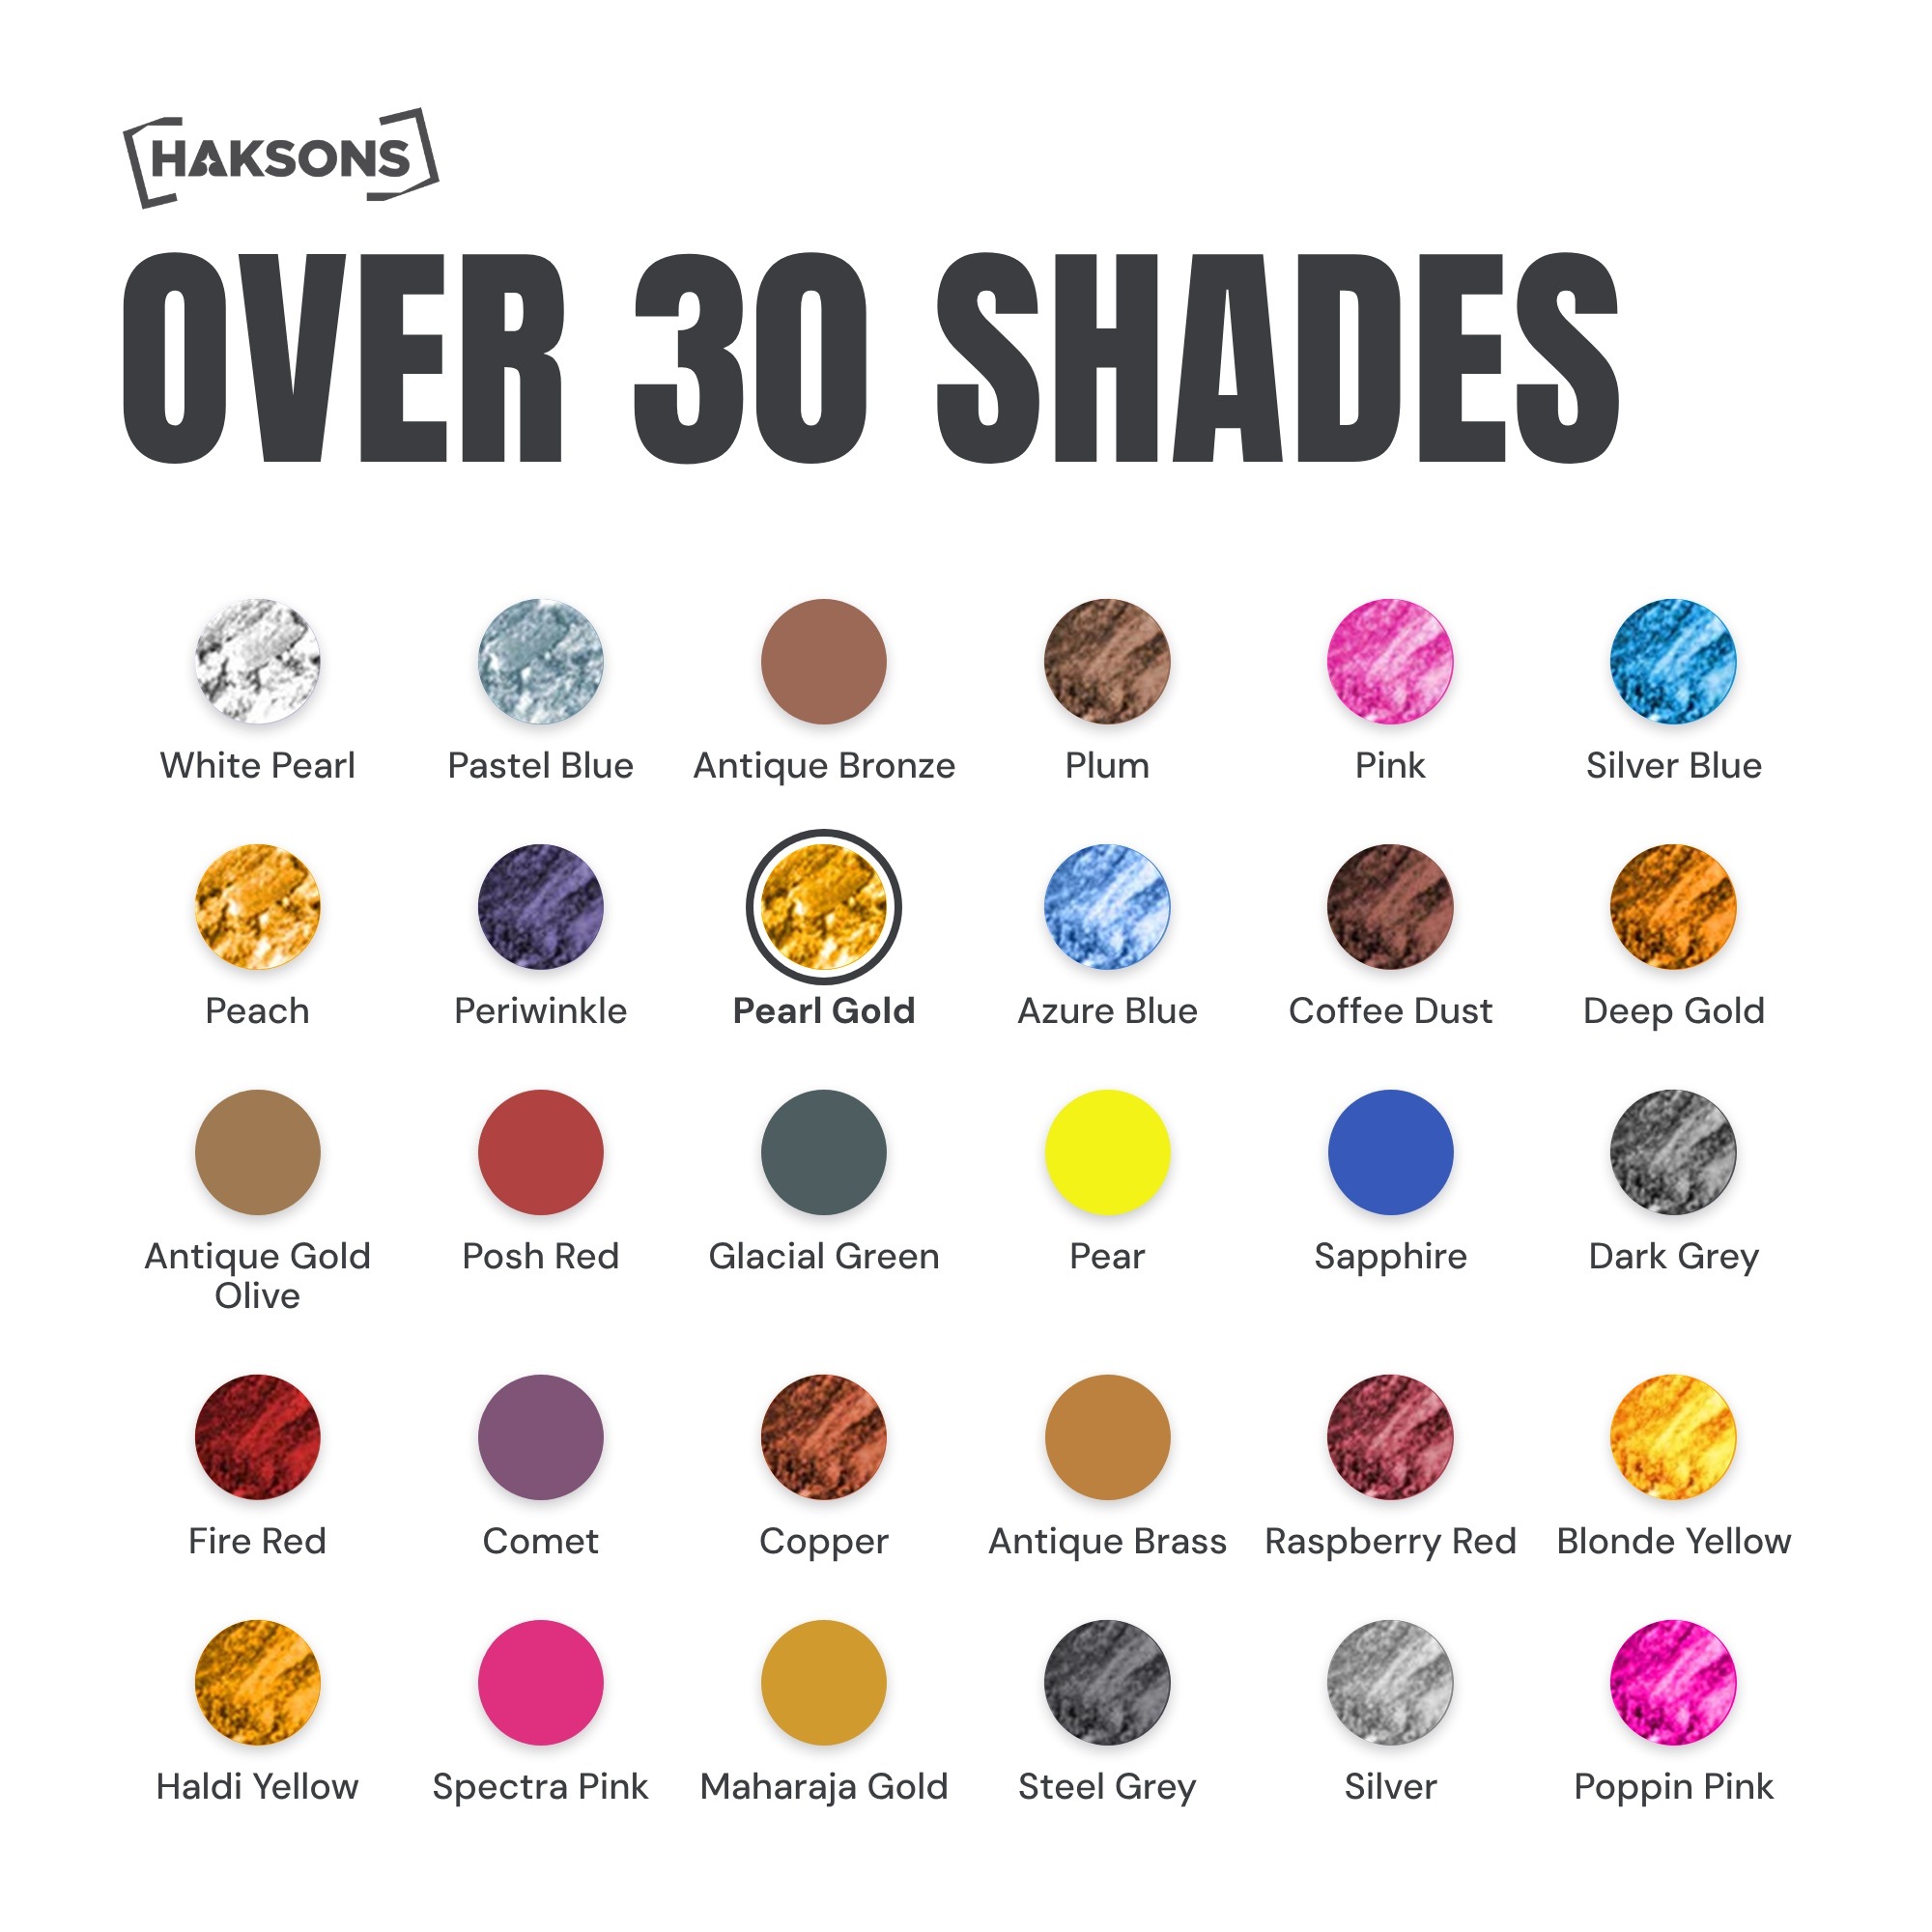 HAKSONS
OVER 30 SHADES
White Pearl
Pastel Blue
Antique Bronze
Plum
Pink
Silver Blue
Peach
Periwinkle
Pearl Gold
Azure Blue
Coffee Dust
Deep Gold
Antique Gold
Olive
Posh Red
Glacial Green
Pear
Sapphire
Dark Grey
Fire Red
Comet
Copper
Antique Brass
Raspberry Red
Blonde Yellow
Haldi Yellow
Spectra Pink
Maharaja Gold
Steel Grey
Silver
Poppin Pink